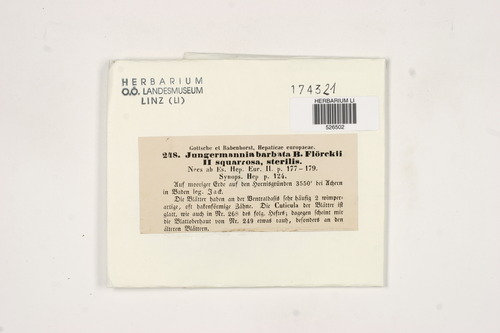 HERBARIUM
O.Ö. LANDESMUSEUM
LINZ (LI)
174321
HERBARIUM LI
526502
Gottsche et Rabenhorst, Hepaticae europaeae.
248. Jungermannia barbata B. Flörckii
II squarrosa, sterilis.
Nees ab Es. Hep. Eur. II. p. 177–179.
Synops. Hep p. 124.
Auf mooriger Erde auf den Hornisgründen 3550' bei Achern
in Baden leg. Jack.
Die Blätter haben an der Ventralbasis sehr häufig 2 wimper-
artige, oft hakenförmige Zähne. Die Cuticula der Blätter ist
glatt, wie auch in Nr. 268 des folg. Heftes; dagegen scheint mir
die Blattoberhaut von Nr. 249 etwas rauh, besonders an den
älteren Blättern.